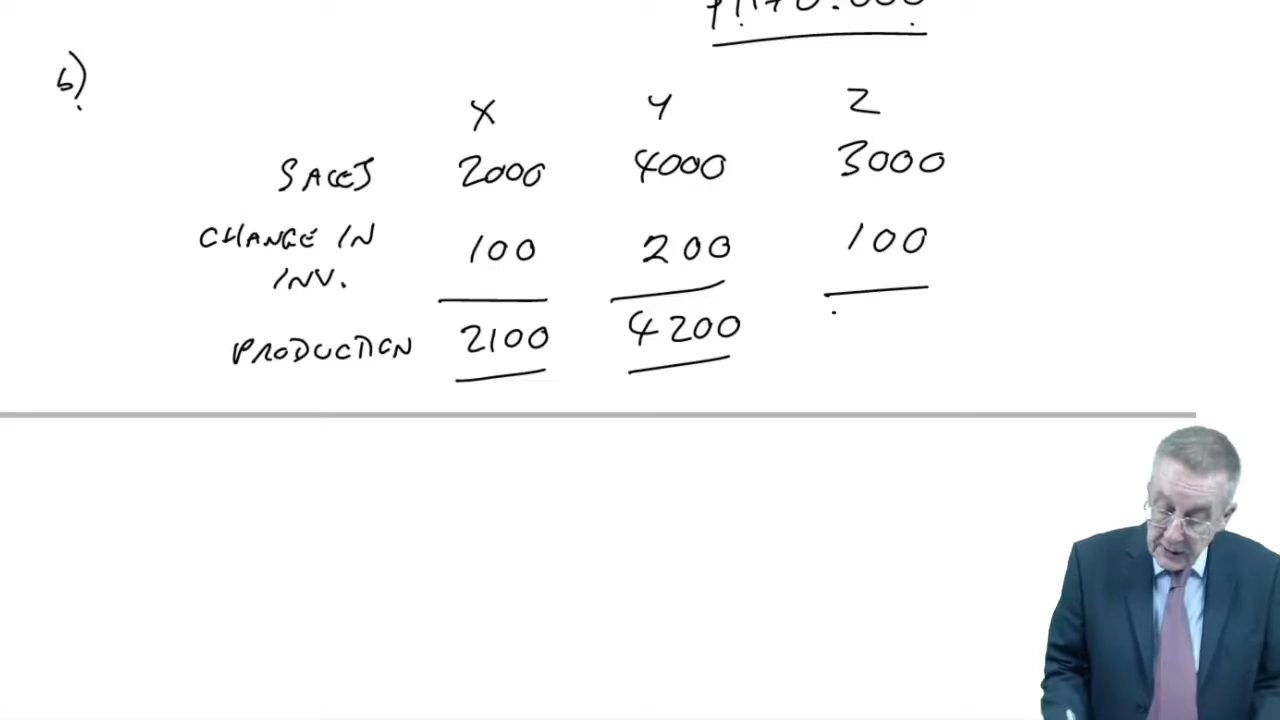 b)
X Y Z
SALES 2000 4000 3000
CHANGE IN 100 200 100
INV.
PRODUCTION 2100 4200